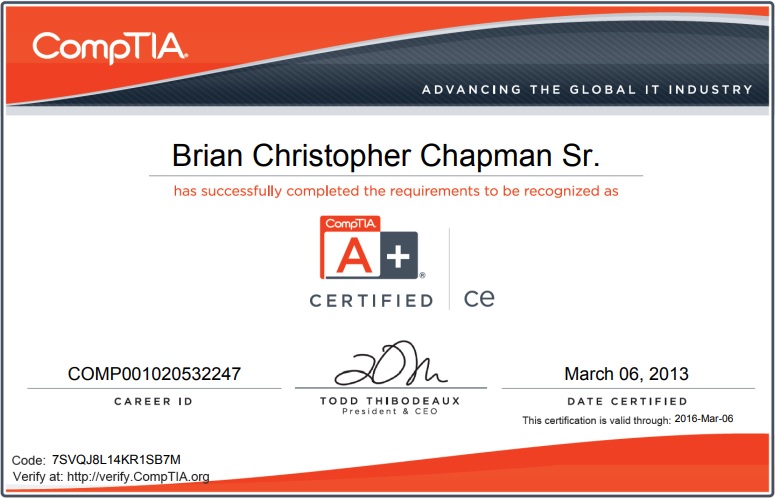 CompTIA.
ADVANCING THE GLOBAL IT INDUSTRY
Brian Christopher Chapman Sr.
has successfully completed the requirements to be recognized as
CompTIA
A+®
CERTIFIED ce
COMP001020532247
CAREER ID
TODD THIBODEAUX
President & CEO
March 06, 2013
DATE CERTIFIED
This certification is valid through: 2016-Mar-06
Code: 7SVQJ8L14KR1SB7M
Verify at: http://verify.CompTIA.org